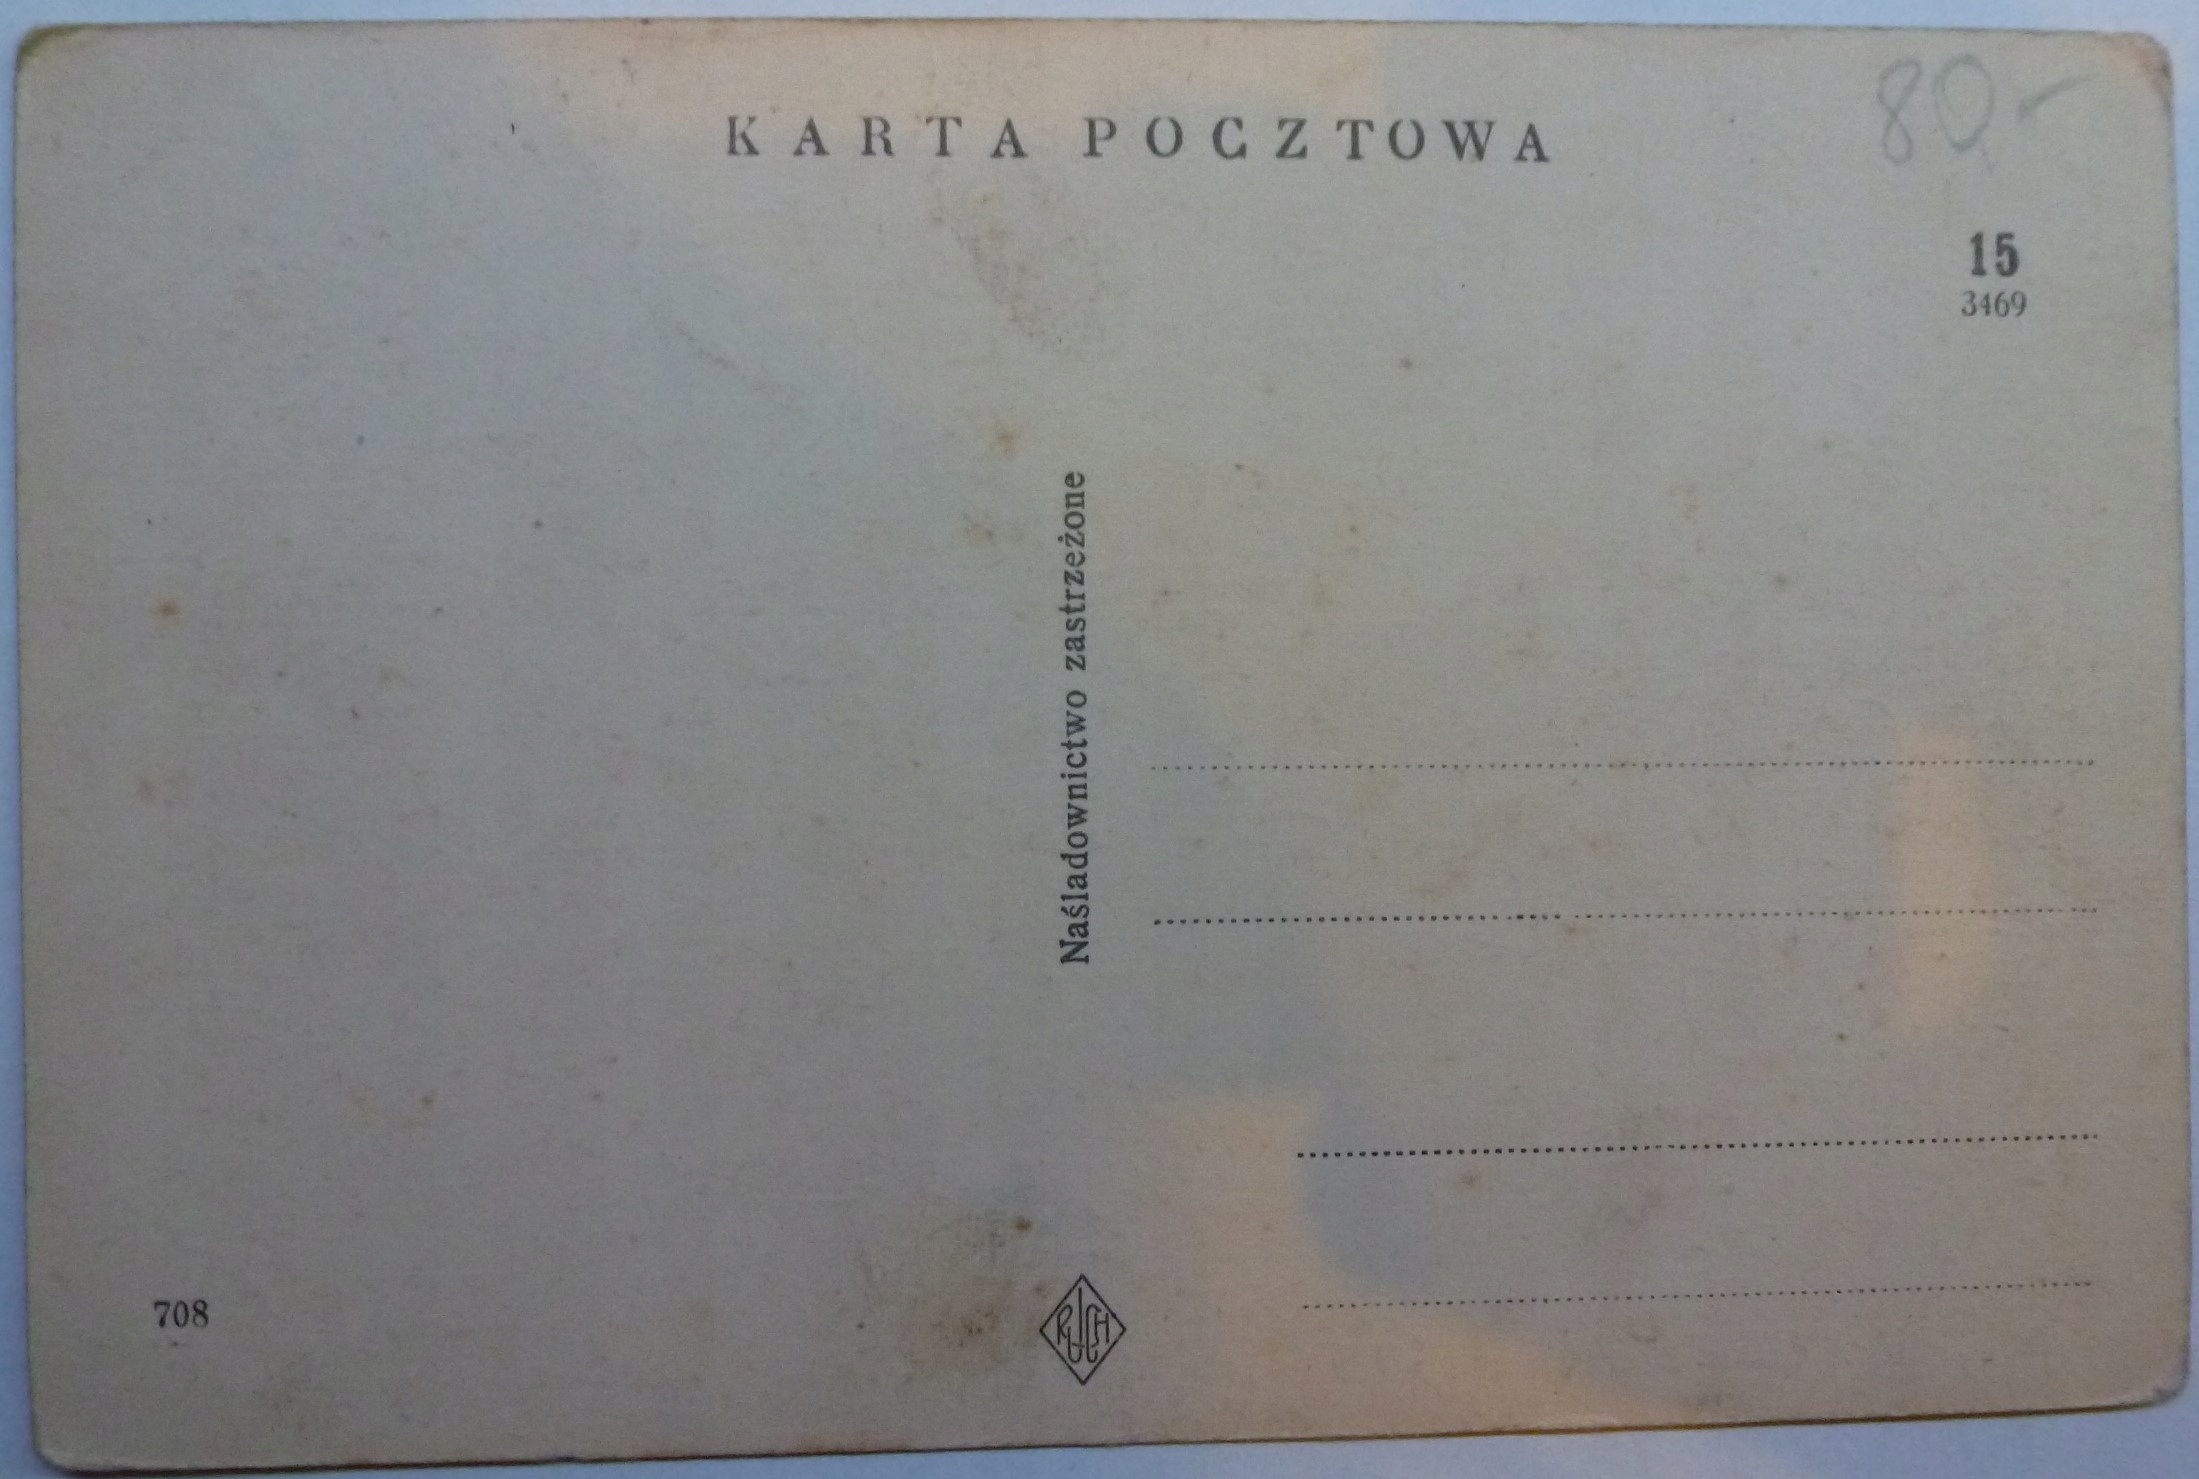 KARTA POCZTOWA
80,-
15
3469
Naśladownictwo zastrzeżone
708
RUCH